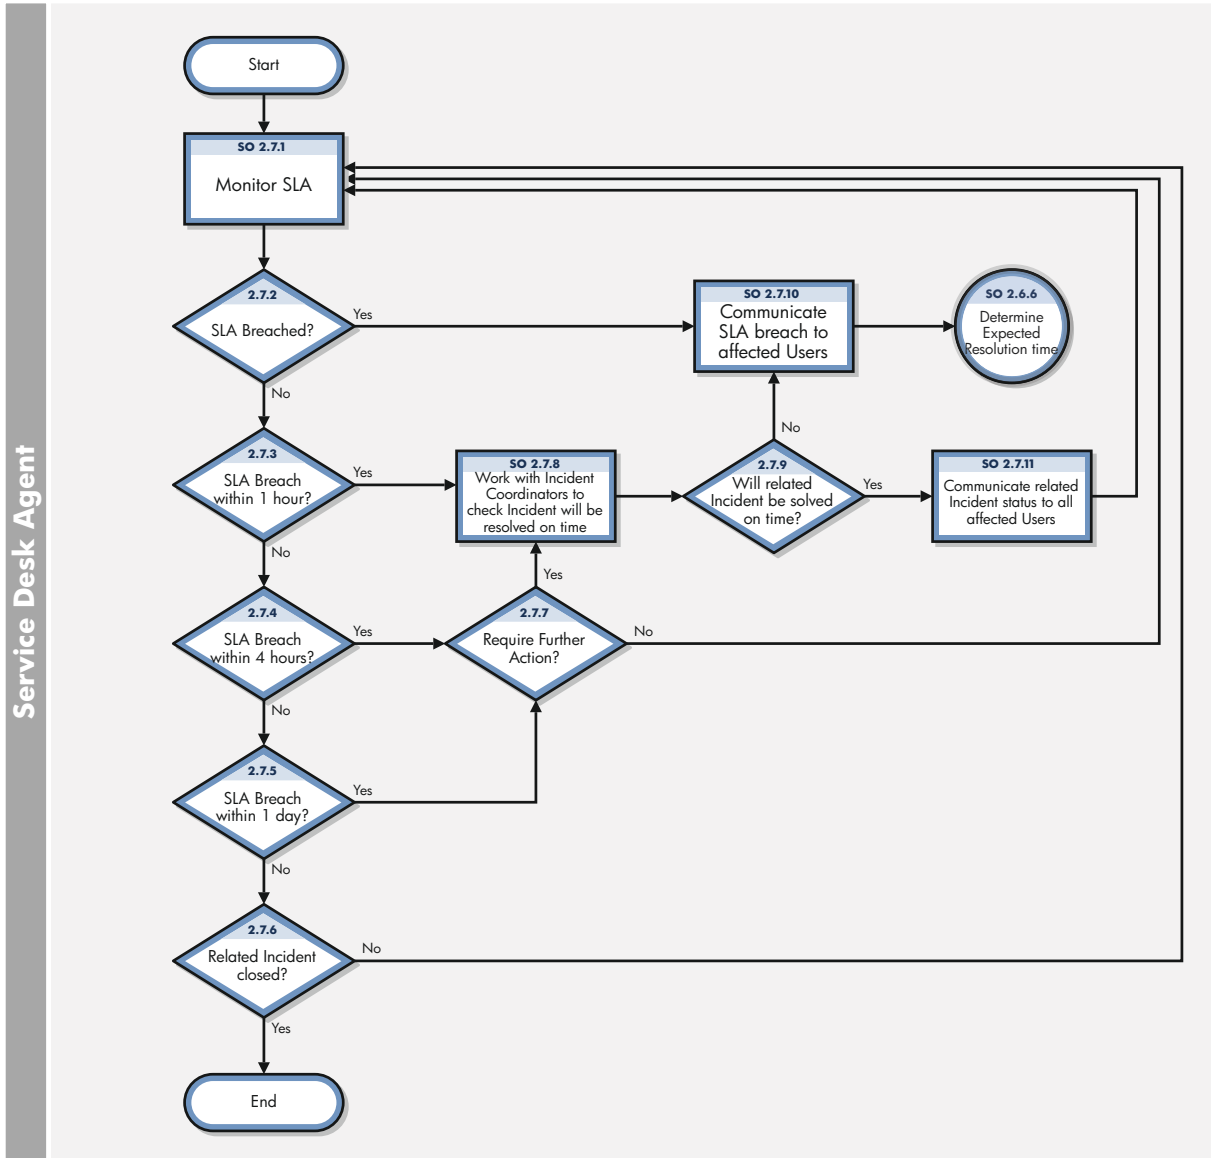 Service Desk Agent
Start
SO 2.7.1
Monitor SLA
2.7.2
SLA Breached?
Yes
No
SO 2.7.10
Communicate
SLA breach to
affected Users
SO 2.6.6
Determine
Expected
Resolution time
2.7.3
SLA Breach
within 1 hour?
Yes
No
SO 2.7.8
Work with Incident
Coordinators to
check Incident will be
resolved on time
2.7.9
Will related
Incident be solved
on time?
No
Yes
SO 2.7.11
Communicate related
Incident status to all
affected Users
2.7.4
SLA Breach
within 4 hours?
Yes
No
2.7.7
Require Further
Action?
Yes
No
2.7.5
SLA Breach
within 1 day?
Yes
No
2.7.6
Related Incident
closed?
No
Yes
End